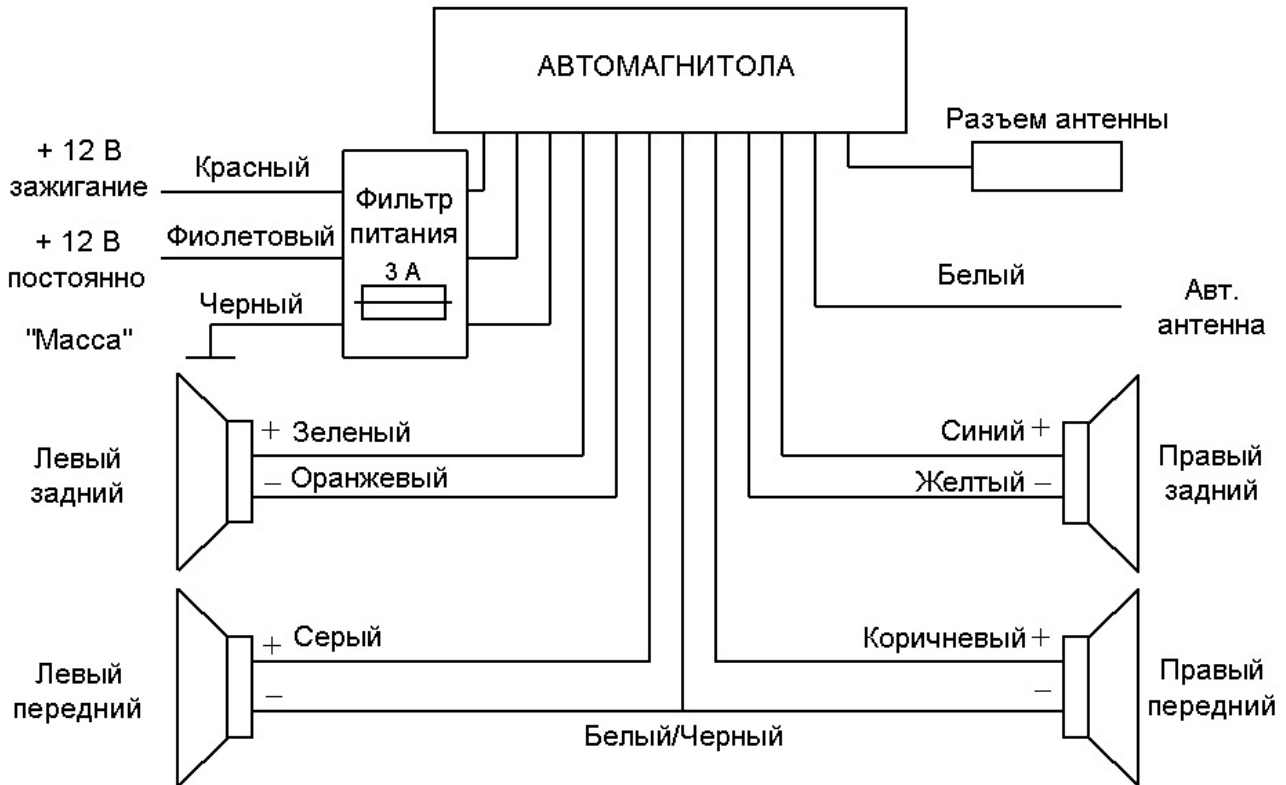 АВТОМАГНИТОЛА
Разъем антенны
+ 12 В
зажигание
Красный
Фильтр
питания
3 А
+ 12 В
постоянно
Фиолетовый
Черный
"Масса"
Белый
Авт.
антенна
Левый
задний
+ Зеленый
− Оранжевый
Синий +
Желтый −
Правый
задний
Левый
передний
+ Серый
−
Коричневый +
−
Правый
передний
Белый/Черный